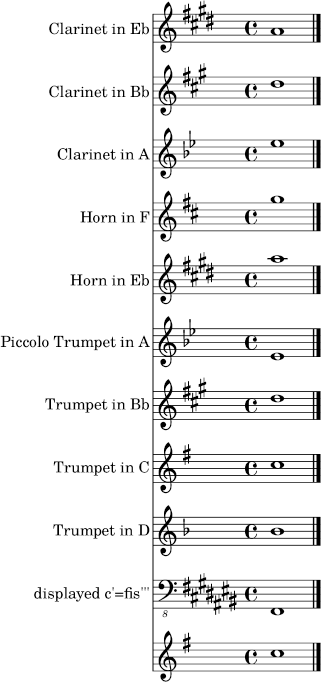 Clarinet in Eb
Clarinet in Bb
Clarinet in A
Horn in F
Horn in Eb
Piccolo Trumpet in A
Trumpet in Bb
Trumpet in C
Trumpet in D
displayed c'=fis'''
8